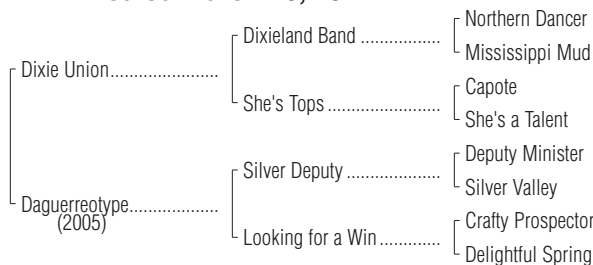 Northern Dancer
Dixieland Band ..................
Mississippi Mud
Dixie Union........................
Capote
She's Tops .........................
She's a Talent
Deputy Minister
Silver Deputy .....................
Silver Valley
Daguerreotype....................
(2005)
Crafty Prospector
Looking for a Win..............
Delightful Spring